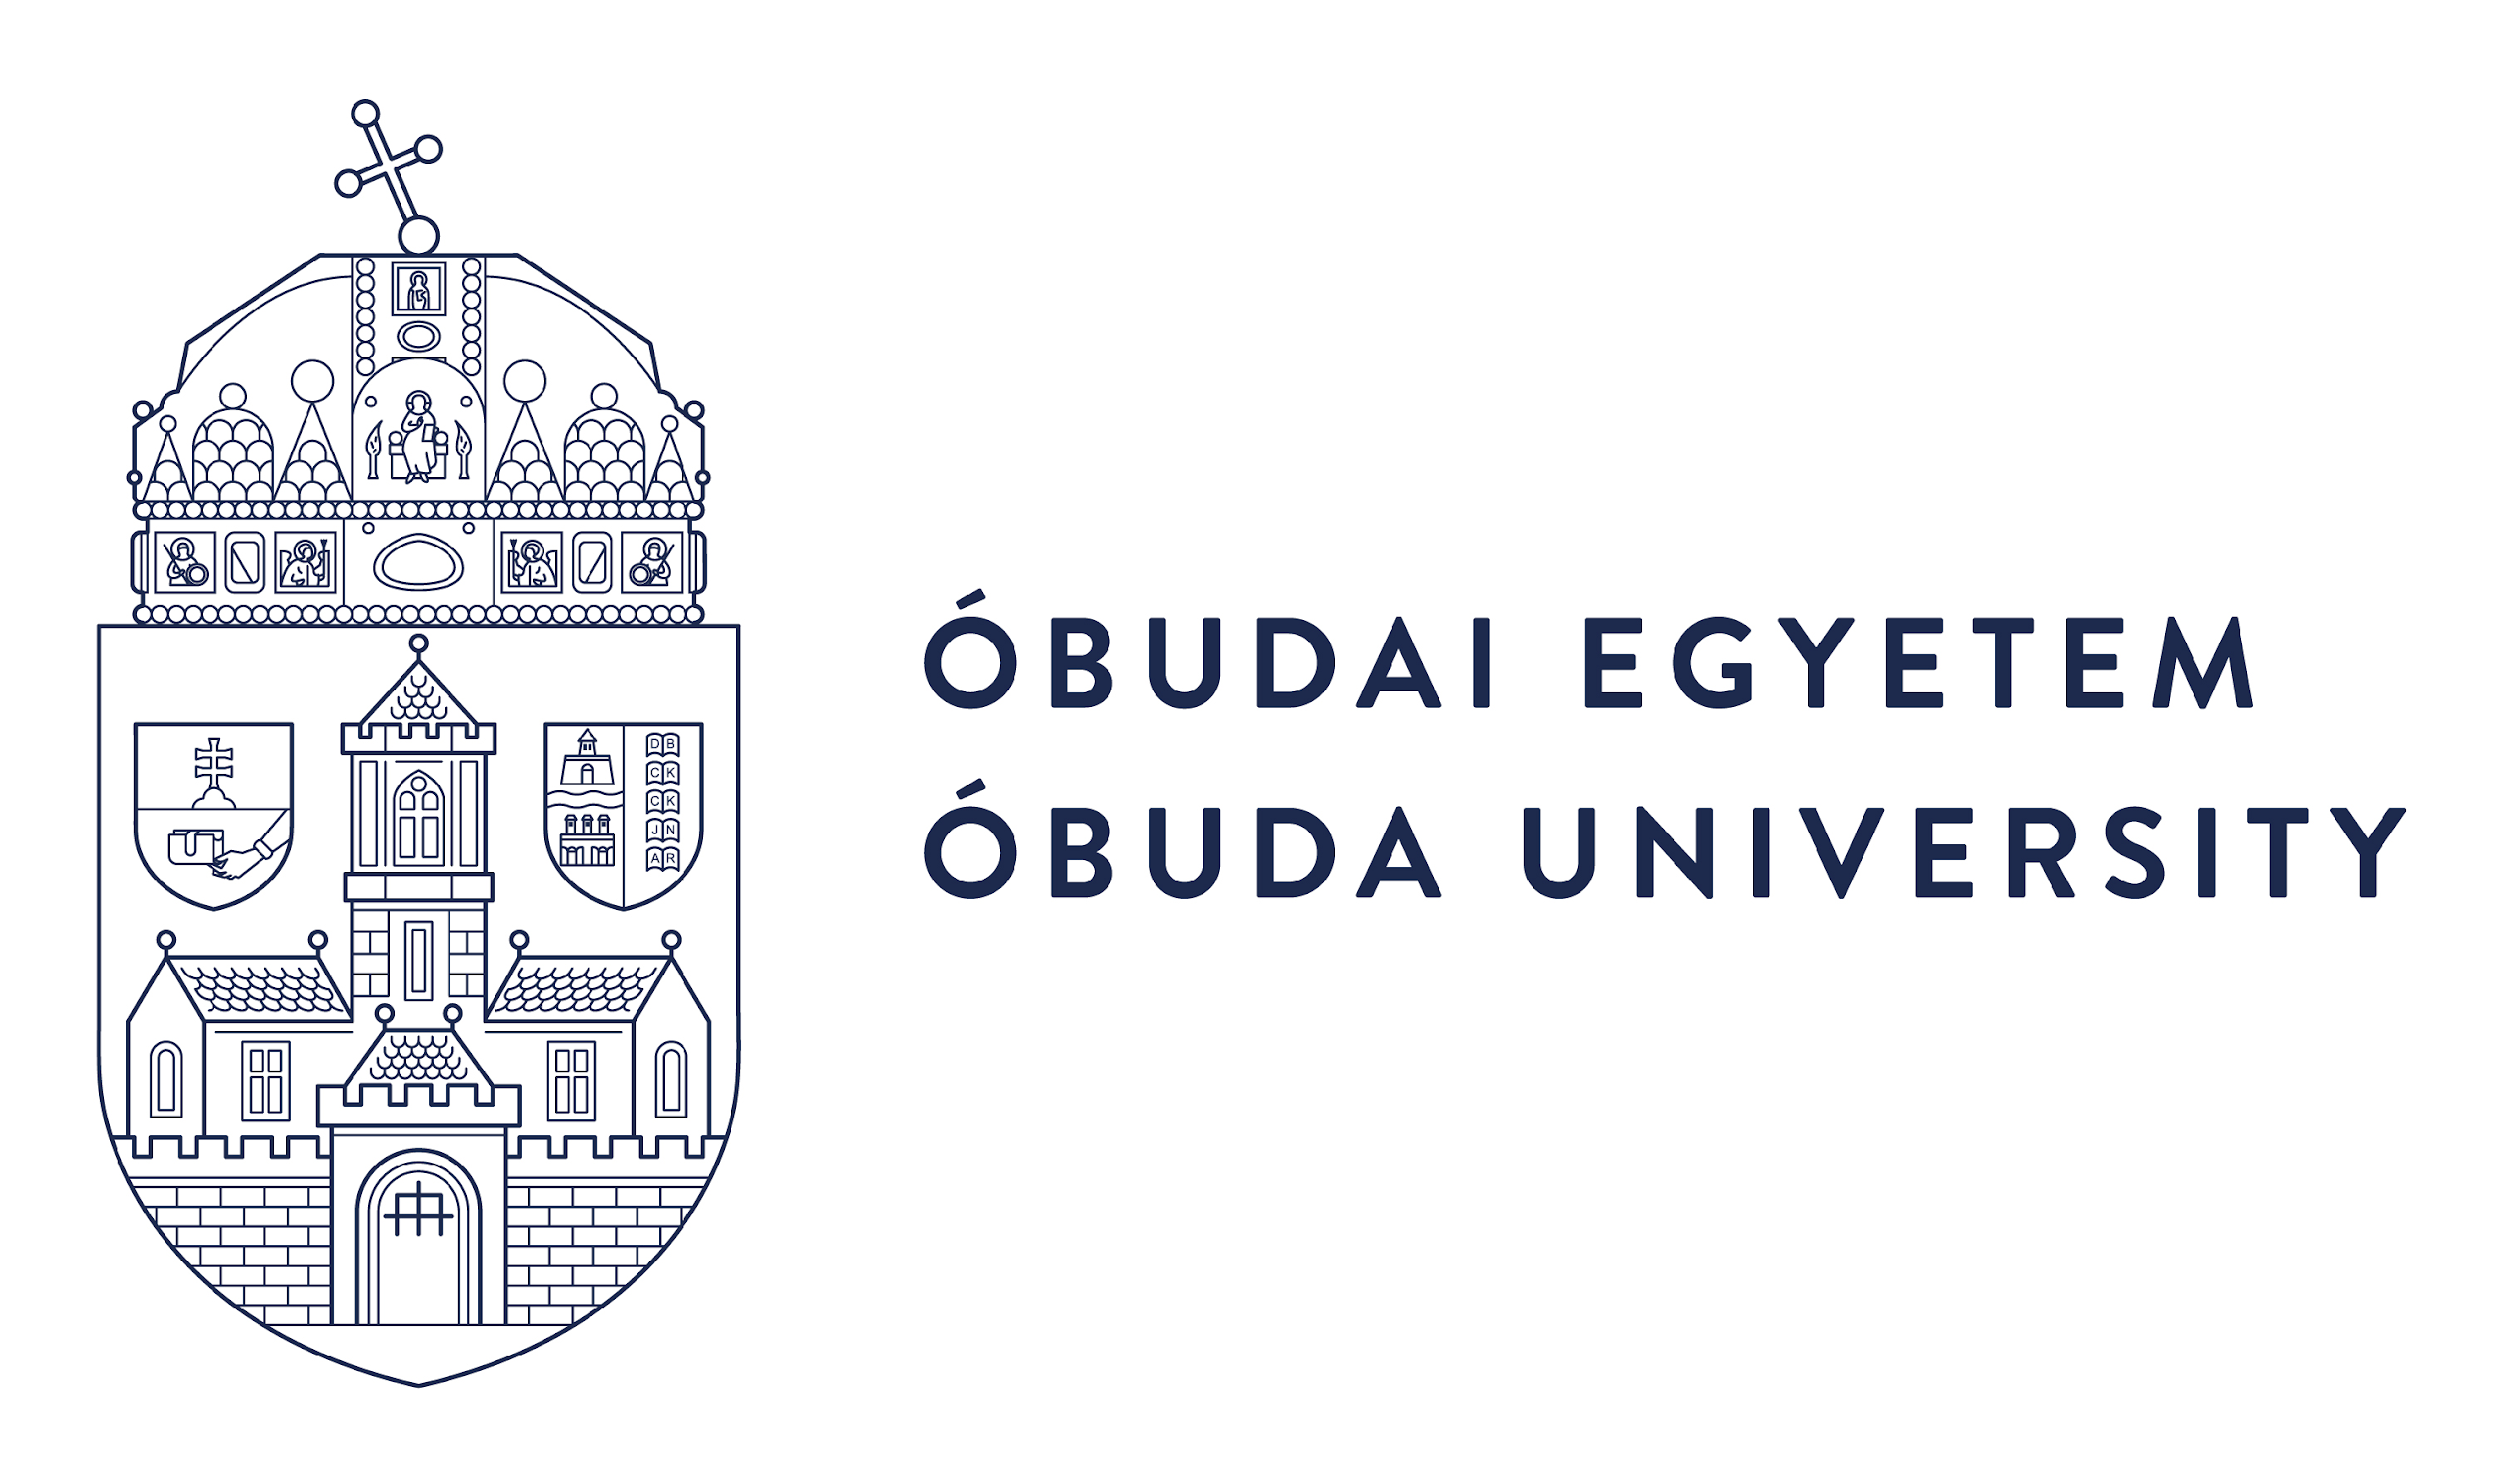 ÓBUDAI EGYETEM
ÓBUDA UNIVERSITY
D B
C K
C K
J N
A R